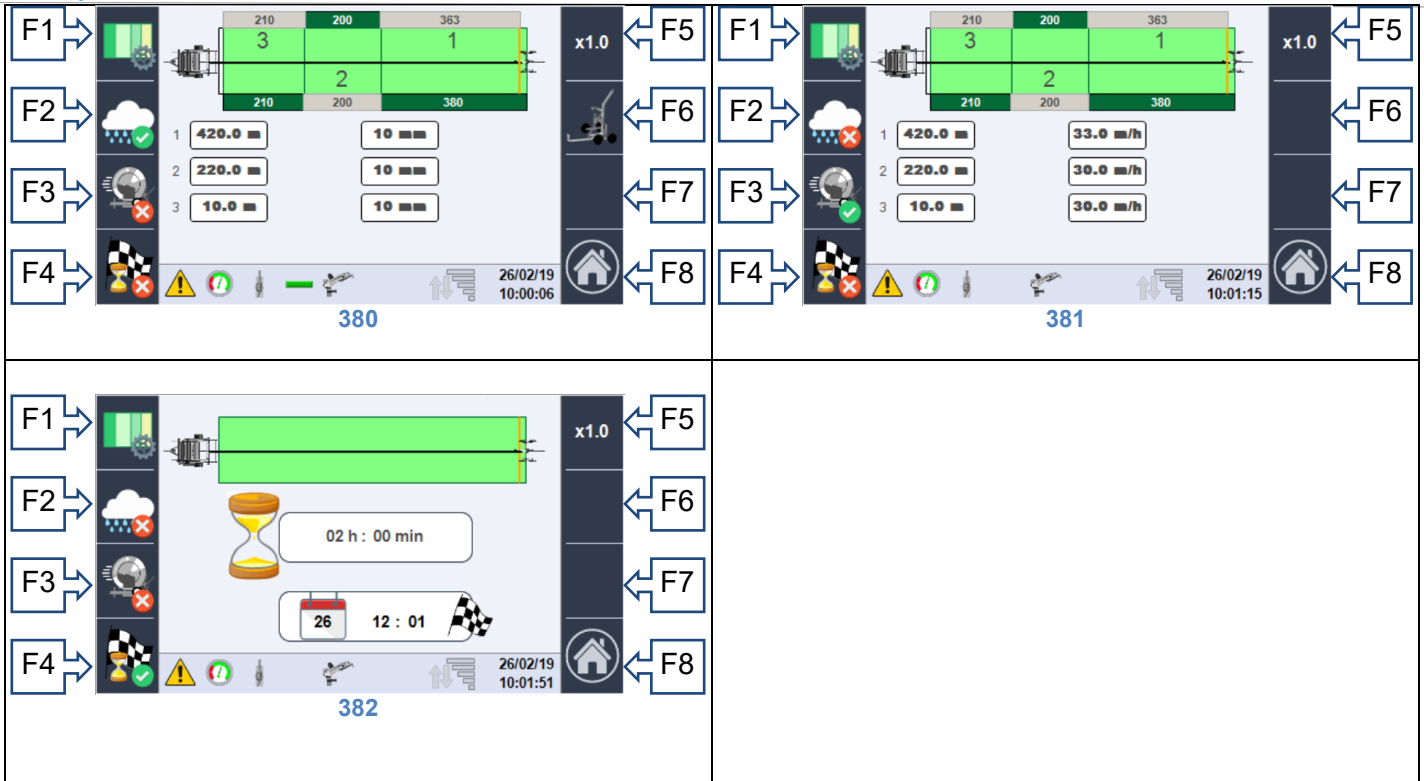 F1
210 200 363
x1.0
F5
3 1
2
F2
210 200 380
F6
1 420.0 m 10 mm
2 220.0 m 10 mm
F3
F7
3 10.0 m 10 mm
F4
26/02/19
10:00:06
F8
380
F1
210 200 363
x1.0
F5
3 1
2
F2
210 200 380
F6
1 420.0 m 33.0 m/h
2 220.0 m 30.0 m/h
F3
F7
3 10.0 m 30.0 m/h
F4
26/02/19
10:01:15
F8
381
F1
x1.0
F5
F2
F6
02 h : 00 min
F3
F7
26 12 : 01
F4
26/02/19
10:01:51
F8
382